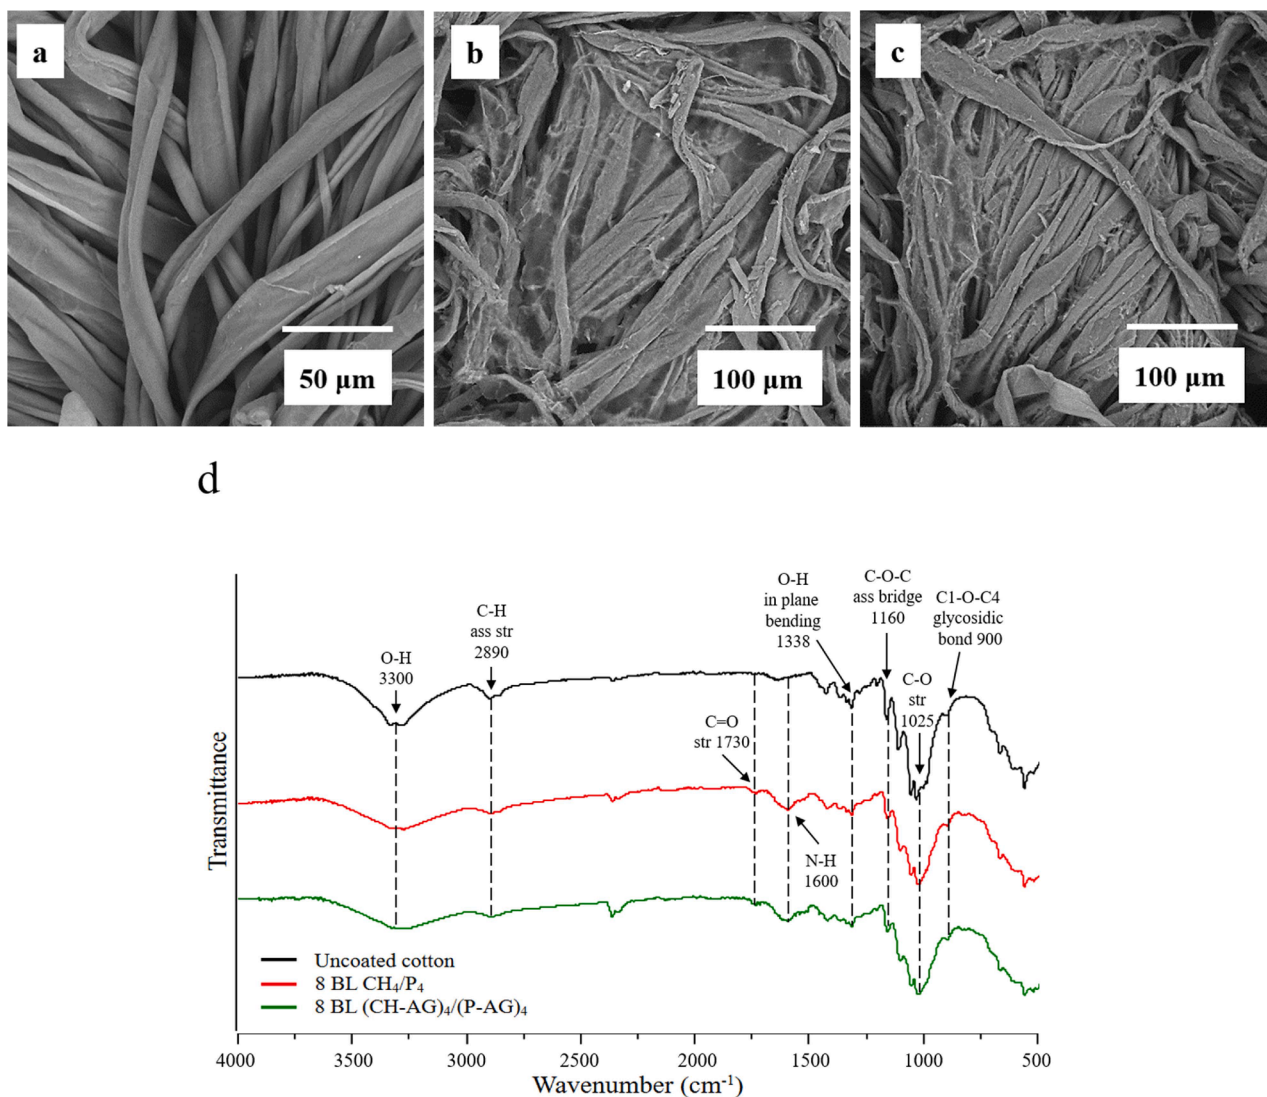 a
b
c
50 μm
100 μm
100 μm
d
O-H
3300
C-H
ass str
2890
C=O
str 1730
O-H
in plane
bending
1338
C-O-C
ass bridge
1160
C1-O-C4
glycosidic
bond 900
C-O
str
1025
N-H
1600
Transmittance
Uncoated cotton
8 BL CH₄/P₄
8 BL (CH-AG)₄/(P-AG)₄
4000 3500 3000 2500 2000 1500 1000 500
Wavenumber (cm⁻¹)